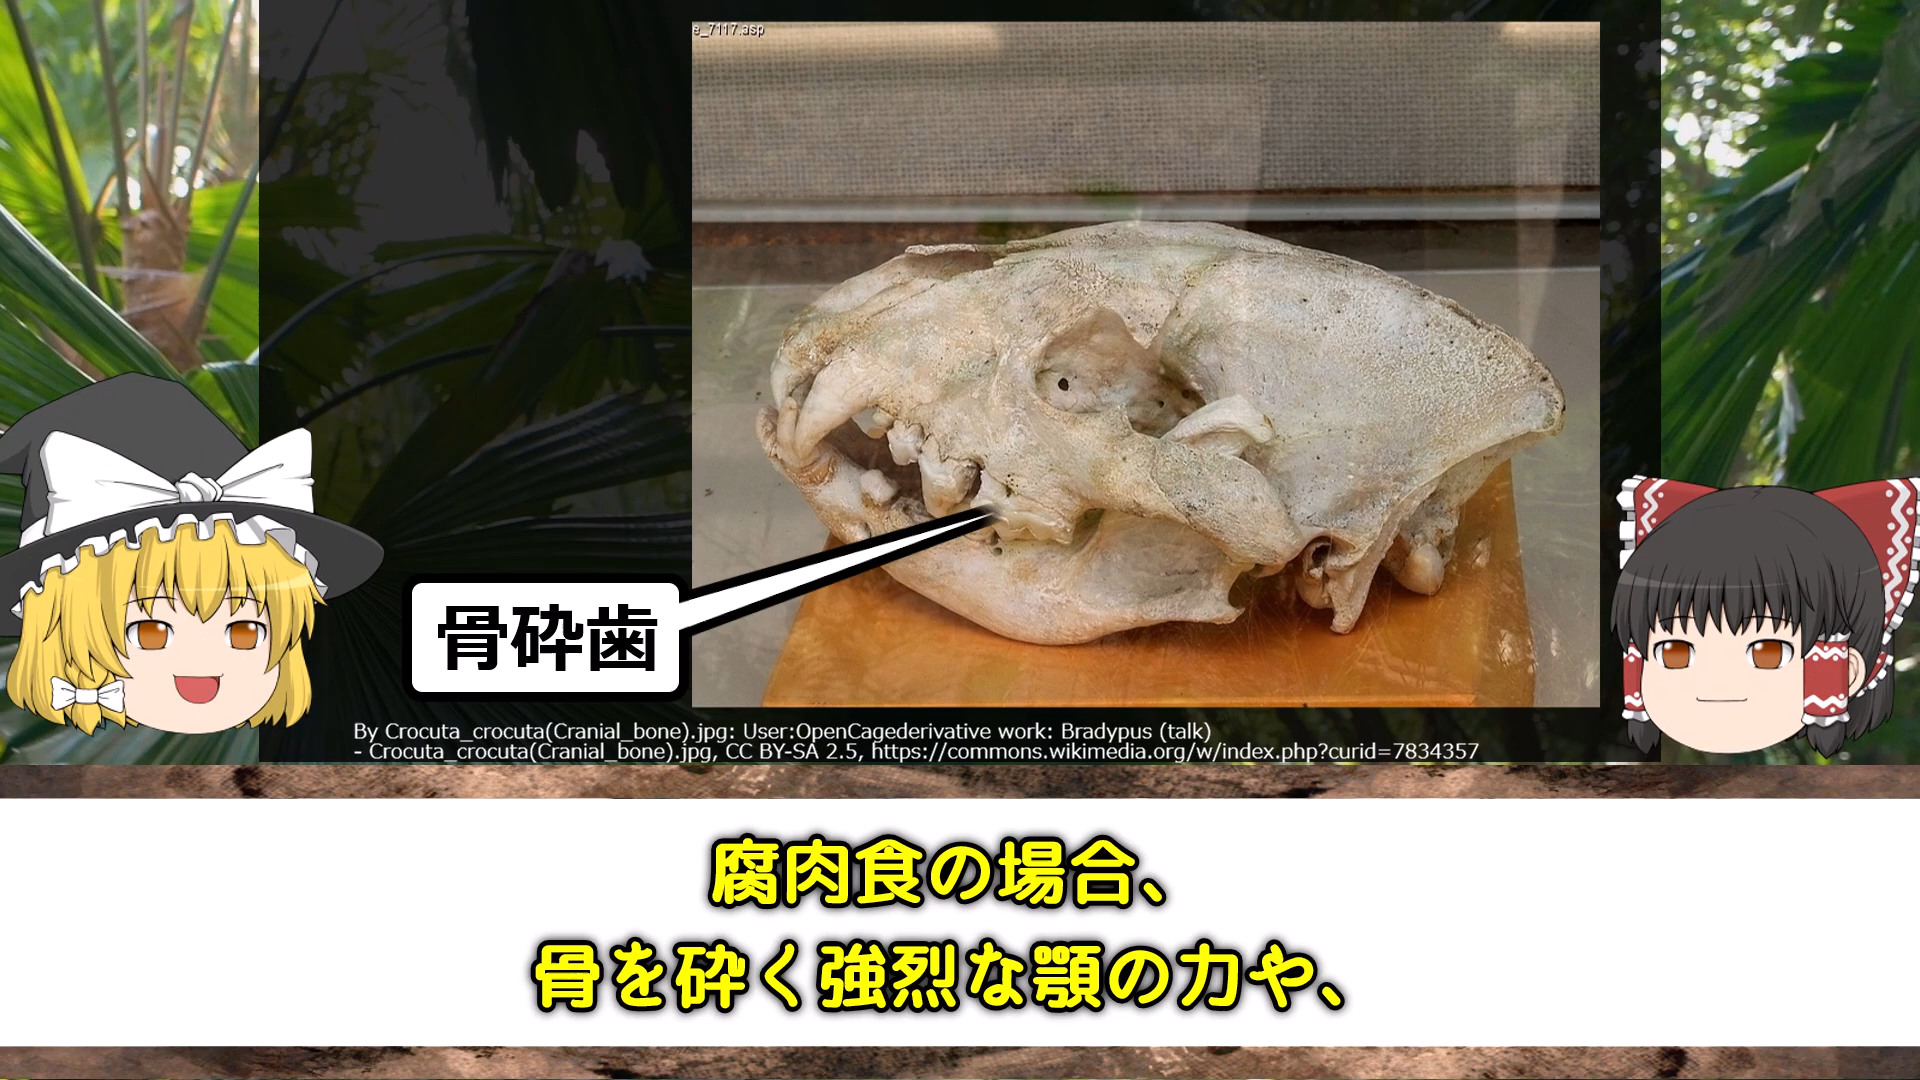 e_7117.asp
骨砕歯
By Crocuta_crocuta(Cranial_bone).jpg: User:OpenCagederivative work: Bradypus (talk)
- Crocuta_crocuta(Cranial_bone).jpg, CC BY-SA 2.5, https://commons.wikimedia.org/w/index.php?curid=7834357
腐肉食の場合、
骨を砕く強烈な顎の力や、